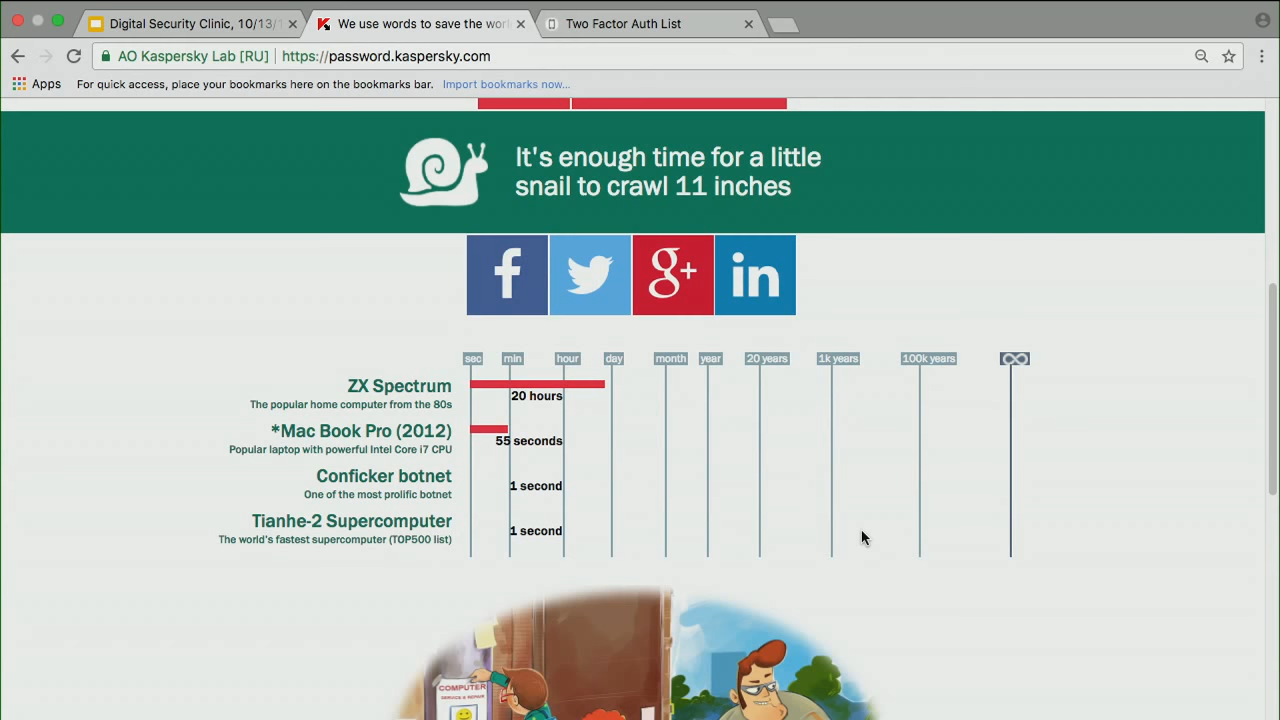 Digital Security Clinic, 10/13/1
We use words to save the worl
Two Factor Auth List
AO Kaspersky Lab [RU]
https://password.kaspersky.com
Apps
For quick access, place your bookmarks here on the bookmarks bar.
Import bookmarks now...
It's enough time for a little
snail to crawl 11 inches
f
g+
in
sec min hour day month year 20 years 1k years 100k years ∞
ZX Spectrum
The popular home computer from the 80s
20 hours
*Mac Book Pro (2012)
Popular laptop with powerful Intel Core i7 CPU
55 seconds
Conficker botnet
One of the most prolific botnet
1 second
Tianhe-2 Supercomputer
The world's fastest supercomputer (TOP500 list)
1 second
COMPUTER
SERVICE & REPAIR